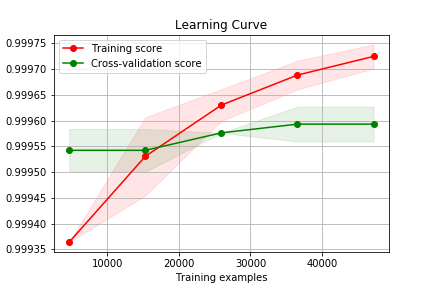 Learning Curve
0.99975
0.99970
0.99965
0.99960
0.99955
0.99950
0.99945
0.99940
0.99935
Training score
Cross-validation score
10000 20000 30000 40000
Training examples